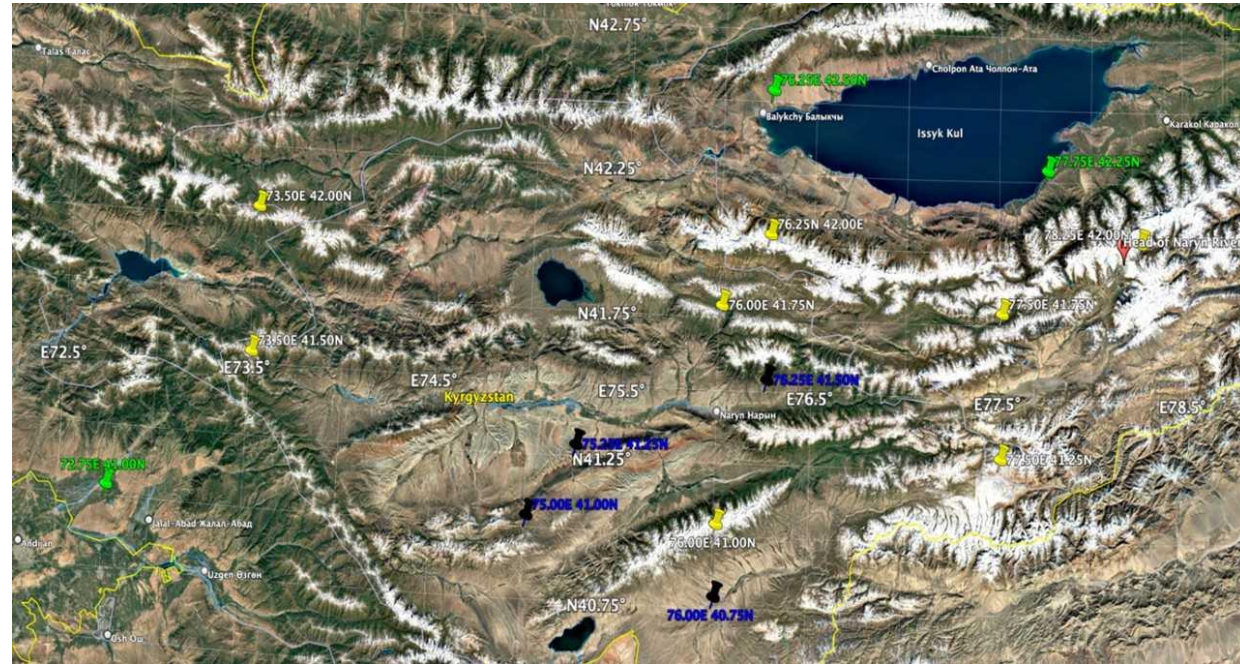 Tokmok Токмок
N42.75°
Talas Талас
Cholpon Ata Чолпон-Ата
76.25E 42.50N
Balykchy Балыкчы
Issyk Kul
Karakol Каракол
77.75E 42.25N
N42.25°
73.50E 42.00N
76.25N 42.00E
78.25E 42.00N
Head of Naryn River
76.00E 41.75N
77.50E 41.75N
N41.75°
73.50E 41.50N
E72.5°
E73.5°
E74.5°
E75.5°
76.25E 41.50N
E76.5°
E77.5°
E78.5°
Kyrgyzstan
Naryn Нарын
75.25E 41.25N
N41.25°
77.50E 41.25N
72.75E 41.00N
75.00E 41.00N
Jalal-Abad Жалал-Абад
76.00E 41.00N
Andijan
Uzgen Өзгөн
N40.75°
76.00E 40.75N
Osh Ош